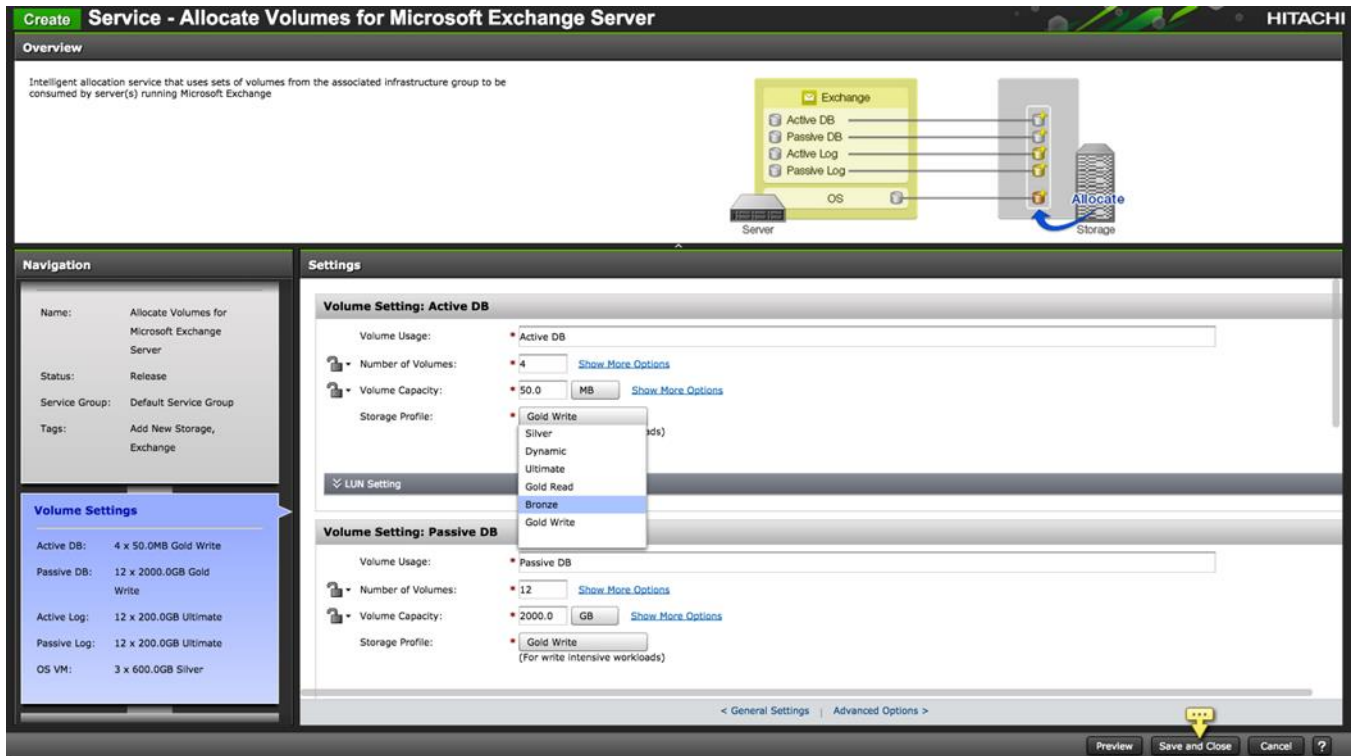 Create Service - Allocate Volumes for Microsoft Exchange Server
HITACHI
Overview
Intelligent allocation service that uses sets of volumes from the associated infrastructure group to be
consumed by server(s) running Microsoft Exchange
Exchange
Active DB
Passive DB
Active Log
Passive Log
OS
Allocate
Server
Storage
Navigation
Name: Allocate Volumes for
Microsoft Exchange
Server
Status: Release
Service Group: Default Service Group
Tags: Add New Storage,
Exchange
Volume Settings
Active DB: 4 x 50.0MB Gold Write
Passive DB: 12 x 2000.0GB Gold
Write
Active Log: 12 x 200.0GB Ultimate
Passive Log: 12 x 200.0GB Ultimate
OS VM: 3 x 600.0GB Silver
Settings
Volume Setting: Active DB
Volume Usage: * Active DB
Number of Volumes: * 4 Show More Options
Volume Capacity: * 50.0 MB Show More Options
Storage Profile: * Gold Write
ads)
Silver
Dynamic
Ultimate
Gold Read
Bronze
Gold Write
LUN Setting
Volume Setting: Passive DB
Volume Usage: * Passive DB
Number of Volumes: * 12 Show More Options
Volume Capacity: * 2000.0 GB Show More Options
Storage Profile: * Gold Write
(For write intensive workloads)
< General Settings | Advanced Options >
Preview Save and Close Cancel ?